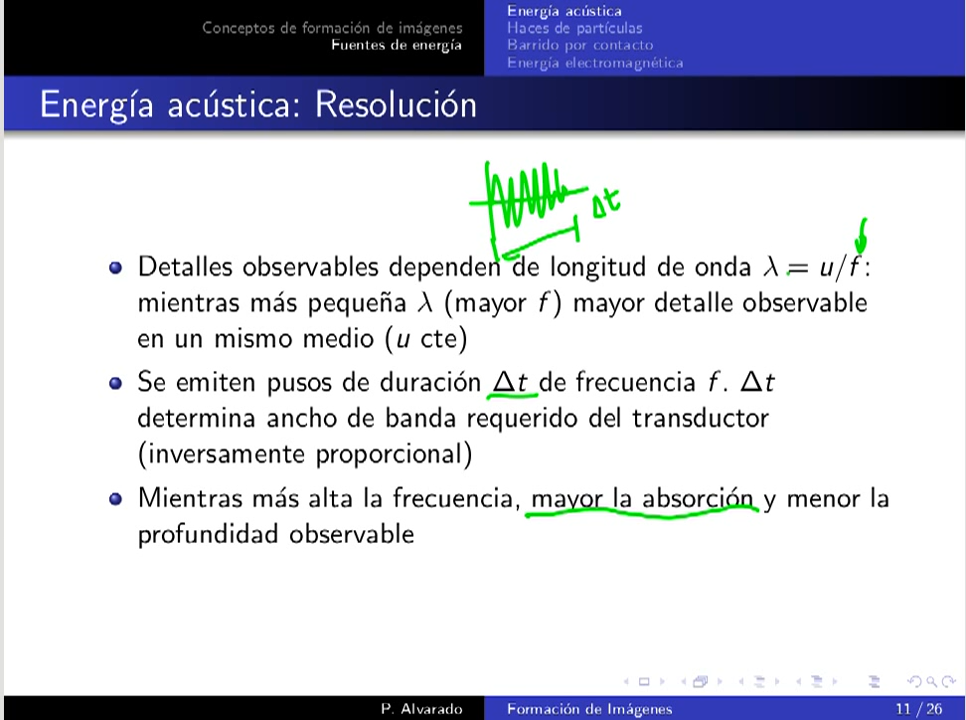 Conceptos de formación de imágenes
Fuentes de energía
Energía acústica
Haces de partículas
Barrido por contacto
Energía electromagnética
Energía acústica: Resolución
Δt
Detalles observables dependen de longitud de onda λ = u/f:
mientras más pequeña λ (mayor f) mayor detalle observable
en un mismo medio (u cte)
Se emiten pusos de duración Δt de frecuencia f. Δt
determina ancho de banda requerido del transductor
(inversamente proporcional)
Mientras más alta la frecuencia, mayor la absorción y menor la
profundidad observable
P. Alvarado
Formación de Imágenes
11 / 26